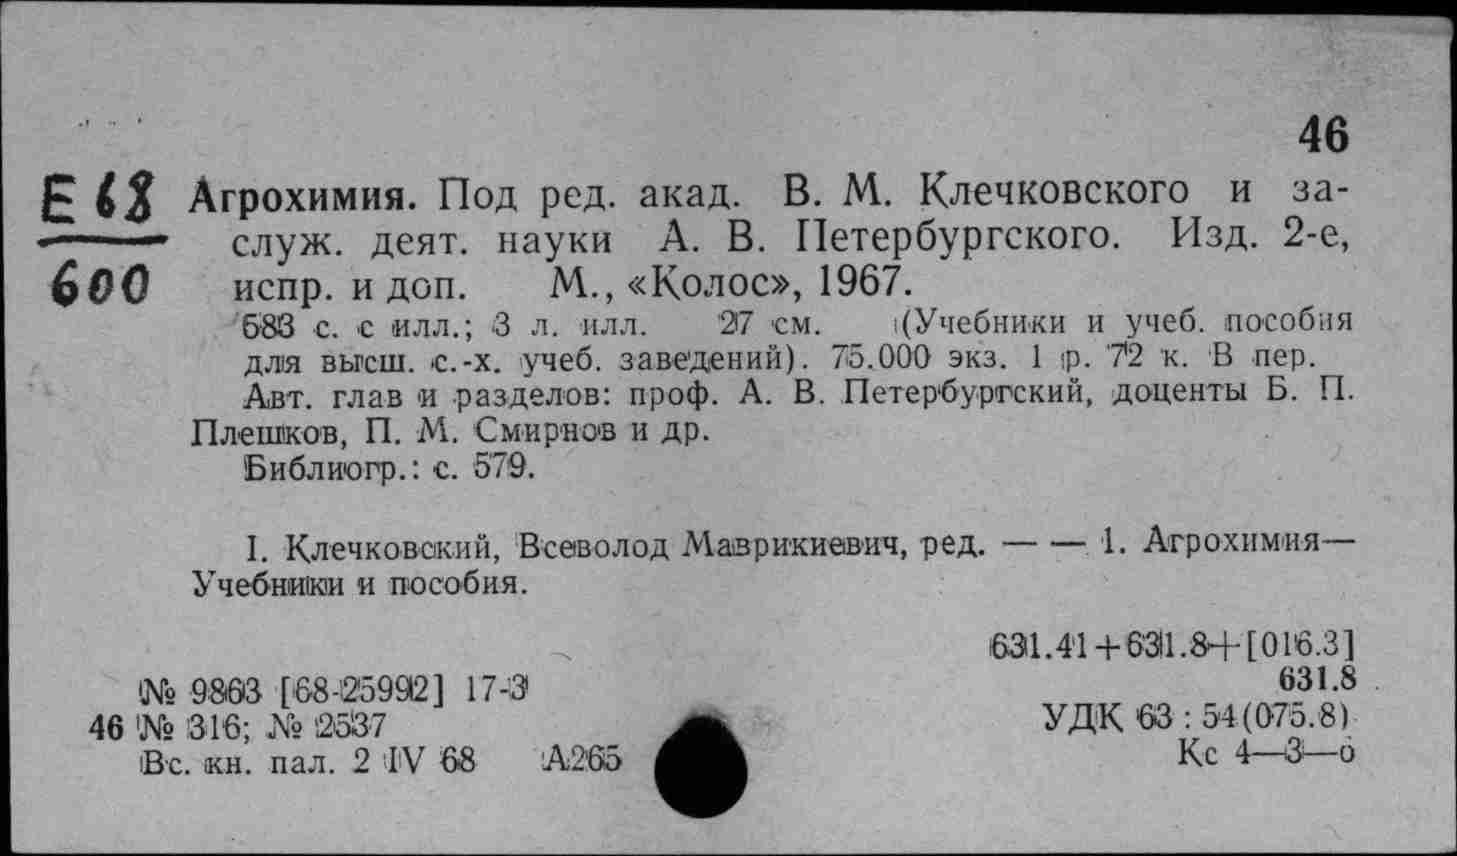 46
Е 68
600
Агрохимия. Под ред. акад. В. М. Клечковского и за-
служ. деят. науки А. В. Петербургского. Изд. 2-е,
испр. и доп. М., «Колос», 1967.
583 с. с илл.; 3 л. илл. 27 см. (Учебники и учеб. пособия
для высш. с.-х. учеб. заведений). 75.000 экз. 1 р. 72 к. В пер.
Авт. глав и разделов: проф. А. В. Петербургский, доценты Б. П.
Плешков, П. М. Смирнов и др.
Библиогр.: с. 579.
I. Клечковский, Всеволод Маврикиевич, ред. — — 1. Агрохимия—
Учебники и пособия.
631.41+631.8+[016.3]
631.8
УДК 63 : 54(075.8)
Кс 4—3—6
№ 9863 [68-25992] 17-3
46 № 316; № 2537
Вс. кн. пал. 2 IV 68 А265